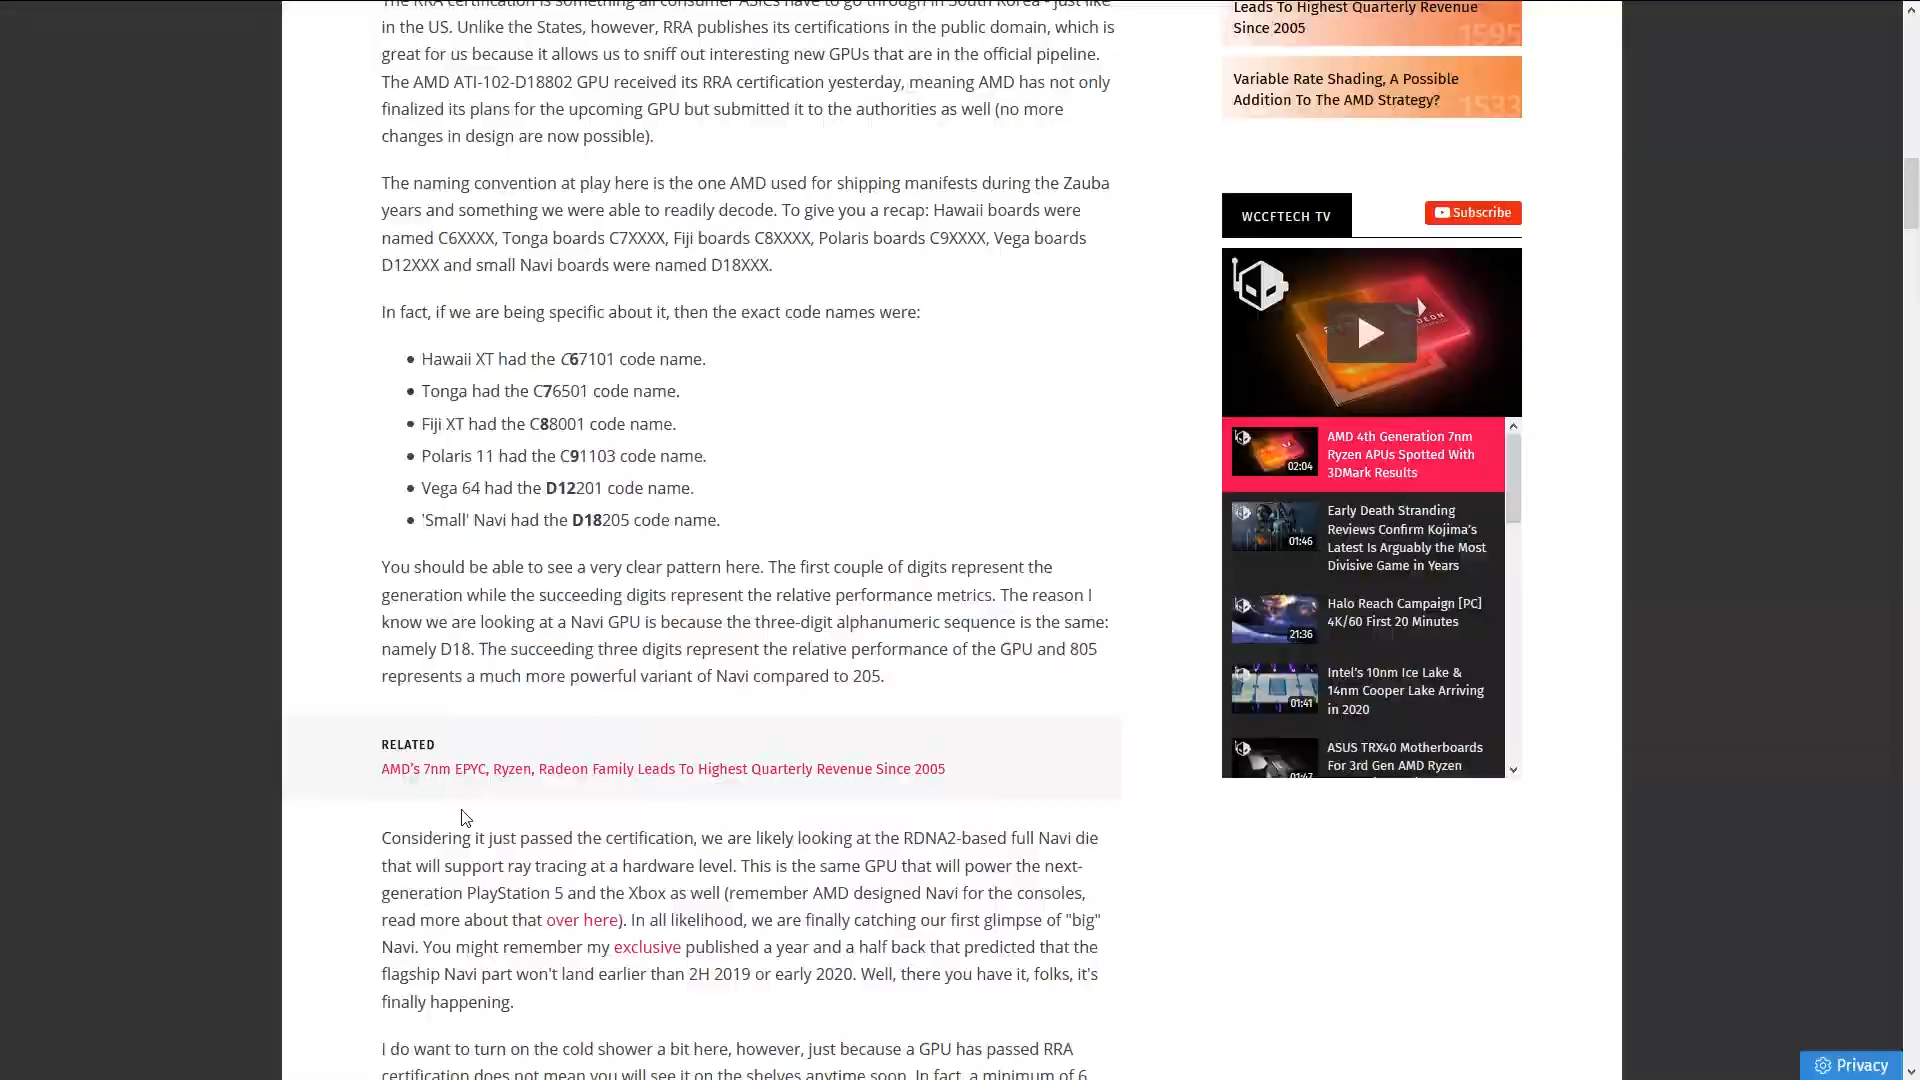 The RRA certification is something all consumer ASICs have to go through in South Korea - just like
in the US. Unlike the States, however, RRA publishes its certifications in the public domain, which is
great for us because it allows us to sniff out interesting new GPUs that are in the official pipeline.
The AMD ATI-102-D18802 GPU received its RRA certification yesterday, meaning AMD has not only
finalized its plans for the upcoming GPU but submitted it to the authorities as well (no more
changes in design are now possible).
The naming convention at play here is the one AMD used for shipping manifests during the Zauba
years and something we were able to readily decode. To give you a recap: Hawaii boards were
named C6XXXX, Tonga boards C7XXXX, Fiji boards C8XXXX, Polaris boards C9XXXX, Vega boards
D12XXX and small Navi boards were named D18XXX.
In fact, if we are being specific about it, then the exact code names were:
Hawaii XT had the C67101 code name.
Tonga had the C76501 code name.
Fiji XT had the C88001 code name.
Polaris 11 had the C91103 code name.
Vega 64 had the D12201 code name.
'Small' Navi had the D18205 code name.
You should be able to see a very clear pattern here. The first couple of digits represent the
generation while the succeeding digits represent the relative performance metrics. The reason I
know we are looking at a Navi GPU is because the three-digit alphanumeric sequence is the same:
namely D18. The succeeding three digits represent the relative performance of the GPU and 805
represents a much more powerful variant of Navi compared to 205.
RELATED
AMD's 7nm EPYC, Ryzen, Radeon Family Leads To Highest Quarterly Revenue Since 2005
Considering it just passed the certification, we are likely looking at the RDNA2-based full Navi die
that will support ray tracing at a hardware level. This is the same GPU that will power the next-
generation PlayStation 5 and the Xbox as well (remember AMD designed Navi for the consoles,
read more about that over here). In all likelihood, we are finally catching our first glimpse of "big"
Navi. You might remember my exclusive published a year and a half back that predicted that the
flagship Navi part won't land earlier than 2H 2019 or early 2020. Well, there you have it, folks, it's
finally happening.
I do want to turn on the cold shower a bit here, however, just because a GPU has passed RRA
certification does not mean you will see it on the shelves anytime soon. In fact, a minimum of 6
Leads To Highest Quarterly Revenue
Since 2005
1595
Variable Rate Shading, A Possible
Addition To The AMD Strategy?
1533
WCCFTECH TV
Subscribe
AMD 4th Generation 7nm
Ryzen APUs Spotted With
3DMark Results
02:04
Early Death Stranding
Reviews Confirm Kojima's
Latest Is Arguably the Most
Divisive Game in Years
01:46
Halo Reach Campaign [PC]
4K/60 First 20 Minutes
21:36
Intel's 10nm Ice Lake &
14nm Cooper Lake Arriving
in 2020
01:41
ASUS TRX40 Motherboards
For 3rd Gen AMD Ryzen
01:47
Privacy